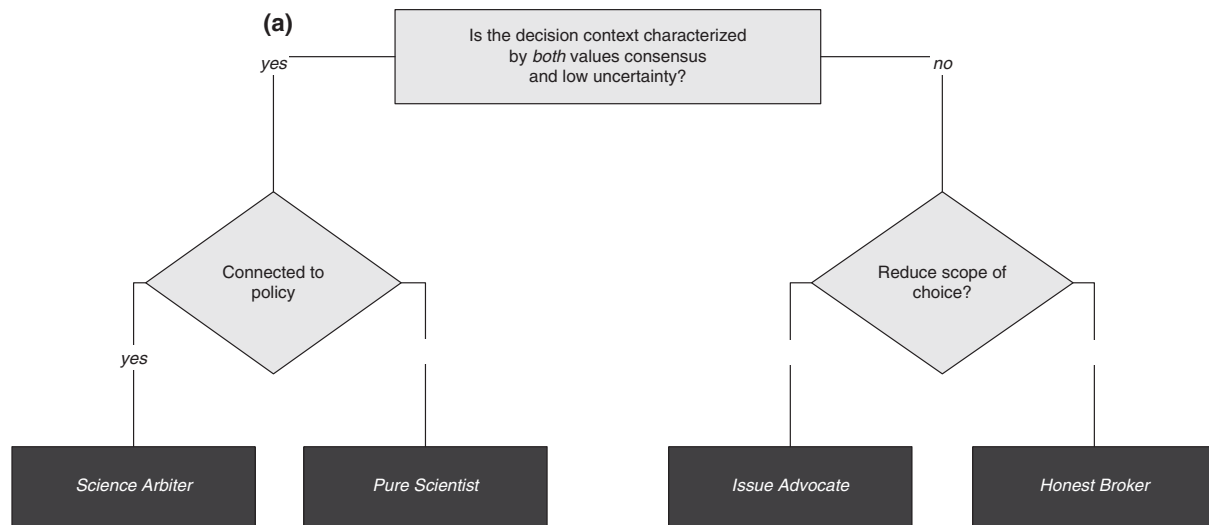 (a)
Is the decision context characterized
by both values consensus
and low uncertainty?
yes
no
Connected to
policy
Reduce scope of
choice?
yes
Science Arbiter
Pure Scientist
Issue Advocate
Honest Broker